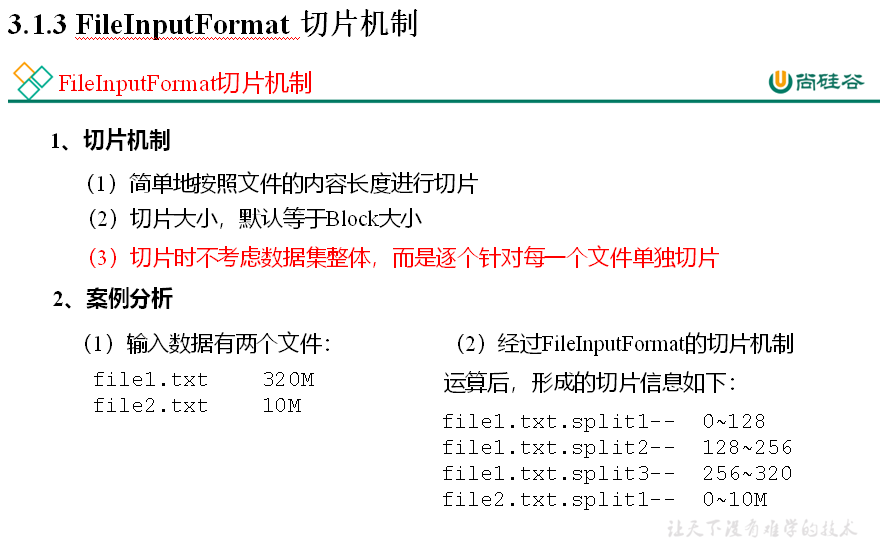 3.1.3 FileInputFormat 切片机制
FileInputFormat切片机制
尚硅谷
1、切片机制
（1）简单地按照文件的内容长度进行切片
（2）切片大小，默认等于Block大小
（3）切片时不考虑数据集整体，而是逐个针对每一个文件单独切片
2、案例分析
（1）输入数据有两个文件：
file1.txt 320M
file2.txt 10M
（2）经过FileInputFormat的切片机制
运算后，形成的切片信息如下：
file1.txt.split1-- 0~128
file1.txt.split2-- 128~256
file1.txt.split3-- 256~320
file2.txt.split1-- 0~10M
让天下没有难学的技术